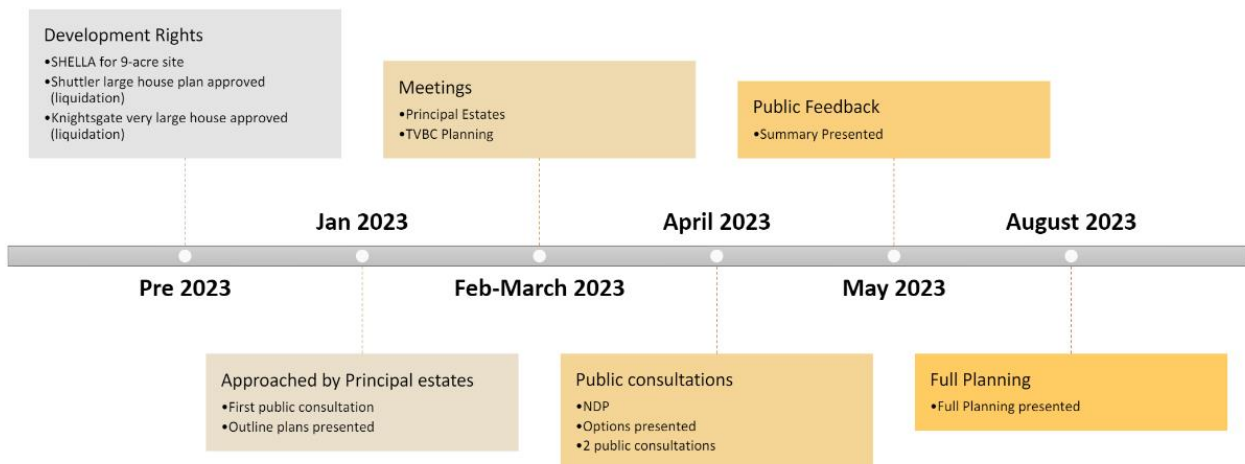 Development Rights
•SHELLA for 9-acre site
•Shuttler large house plan approved
(liquidation)
•Knightsgate very large house approved
(liquidation)
Meetings
•Principal Estates
•TVBC Planning
Public Feedback
•Summary Presented
Jan 2023
April 2023
August 2023
Pre 2023
Feb-March 2023
May 2023
Approached by Principal estates
•First public consultation
•Outline plans presented
Public consultations
•NDP
•Options presented
•2 public consultations
Full Planning
•Full Planning presented